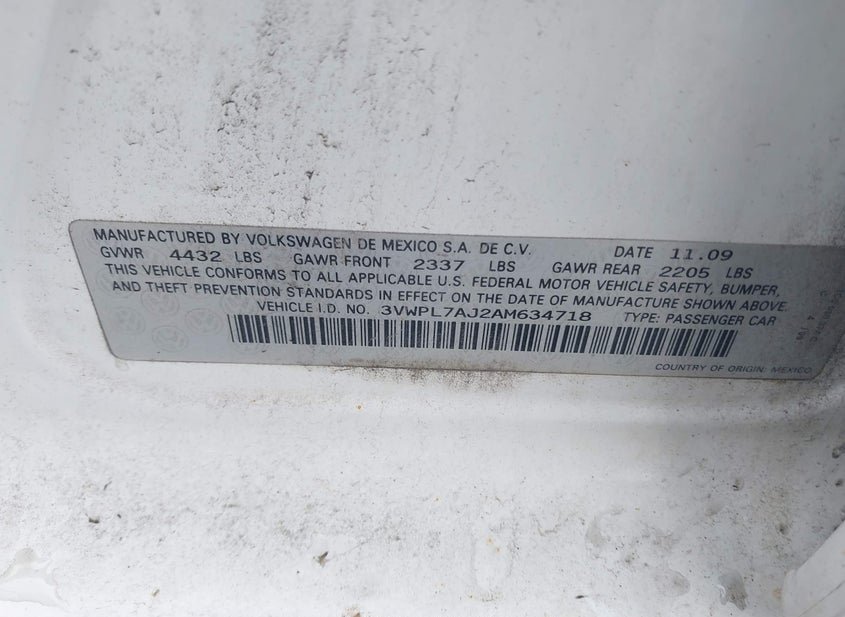 MANUFACTURED BY VOLKSWAGEN DE MEXICO S.A. DE C.V. DATE 11.09
GVWR 4432 LBS GAWR FRONT 2337 LBS GAWR REAR 2205 LBS
THIS VEHICLE CONFORMS TO ALL APPLICABLE U.S. FEDERAL MOTOR VEHICLE SAFETY, BUMPER,
AND THEFT PREVENTION STANDARDS IN EFFECT ON THE DATE OF MANUFACTURE SHOWN ABOVE.
VEHICLE I.D. NO. 3VWPL7AJ2AM634718 TYPE: PASSENGER CAR
COUNTRY OF ORIGIN: MEXICO